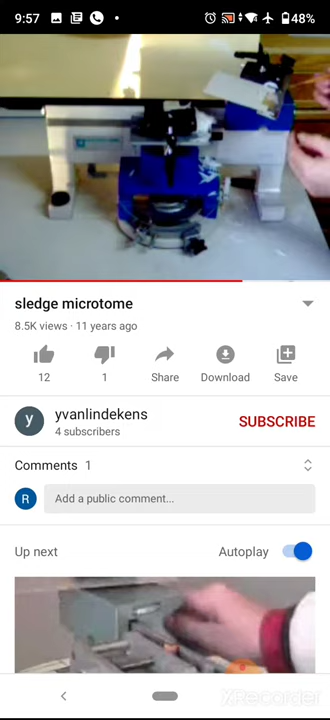 9:57
48%
sledge microtome
8.5K views · 11 years ago
12
1
Share
Download
Save
y
yvanlindekens
4 subscribers
SUBSCRIBE
Comments 1
R
Add a public comment...
Up next
Autoplay
XRecorder